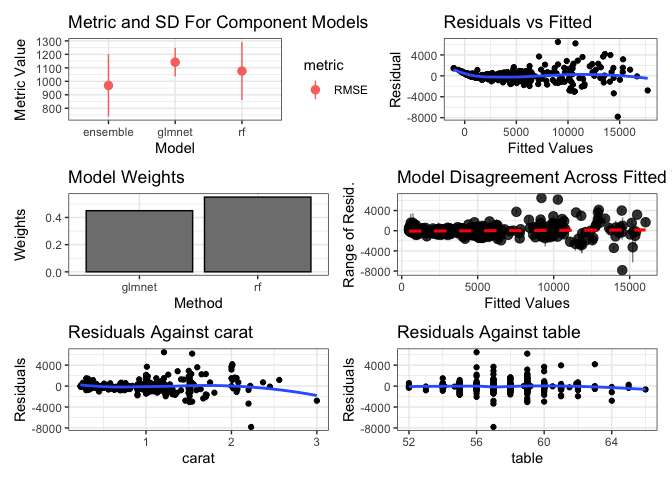 Metric and SD For Component Models
Metric Value
1300
1200
1100
1000
900
800
ensemble glmnet rf
Model
metric
RMSE
Residuals vs Fitted
Residual
4000
0
-4000
-8000
0 5000 10000 15000
Fitted Values
Model Weights
Weights
0.4
0.2
0.0
glmnet rf
Method
Model Disagreement Across Fitted
Range of Resid.
4000
0
-4000
-8000
0 5000 10000 15000
Fitted Values
Residuals Against carat
Residuals
4000
0
-4000
-8000
1 2 3
carat
Residuals Against table
Residuals
4000
0
-4000
-8000
52 56 60 64
table